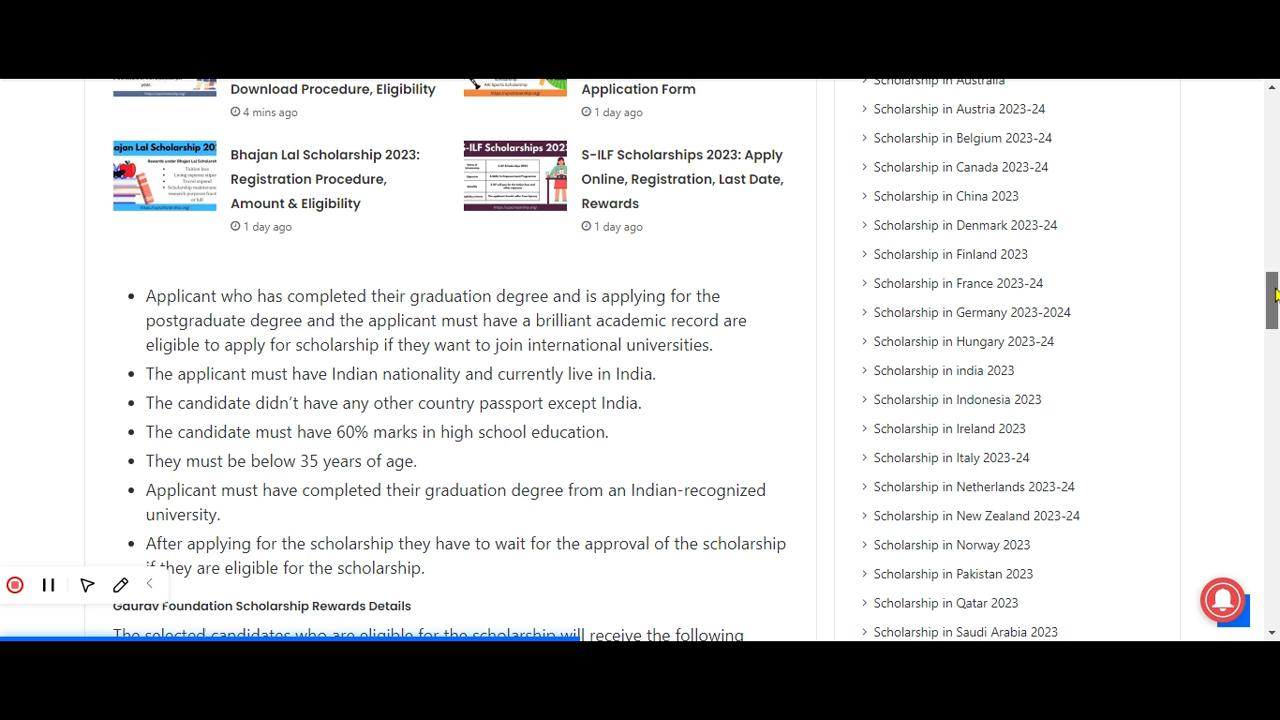 Download Procedure, Eligibility
4 mins ago
Application Form
1 day ago
Bhajan Lal Scholarship 2023:
Registration Procedure,
Amount & Eligibility
1 day ago
S-ILF Scholarships 2023: Apply
Online, Registration, Last Date,
Rewards
1 day ago
Applicant who has completed their graduation degree and is applying for the
postgraduate degree and the applicant must have a brilliant academic record are
eligible to apply for scholarship if they want to join international universities.
The applicant must have Indian nationality and currently live in India.
The candidate didn’t have any other country passport except India.
The candidate must have 60% marks in high school education.
They must be below 35 years of age.
Applicant must have completed their graduation degree from an Indian-recognized
university.
After applying for the scholarship they have to wait for the approval of the scholarship
if they are eligible for the scholarship.
Gaurav Foundation Scholarship Rewards Details
The selected candidates who are eligible for the scholarship will receive the following
Scholarship in Australia
Scholarship in Austria 2023-24
Scholarship in Belgium 2023-24
Scholarship in Canada 2023-24
Scholarship in China 2023
Scholarship in Denmark 2023-24
Scholarship in Finland 2023
Scholarship in France 2023-24
Scholarship in Germany 2023-2024
Scholarship in Hungary 2023-24
Scholarship in india 2023
Scholarship in Indonesia 2023
Scholarship in Ireland 2023
Scholarship in Italy 2023-24
Scholarship in Netherlands 2023-24
Scholarship in New Zealand 2023-24
Scholarship in Norway 2023
Scholarship in Pakistan 2023
Scholarship in Qatar 2023
Scholarship in Saudi Arabia 2023